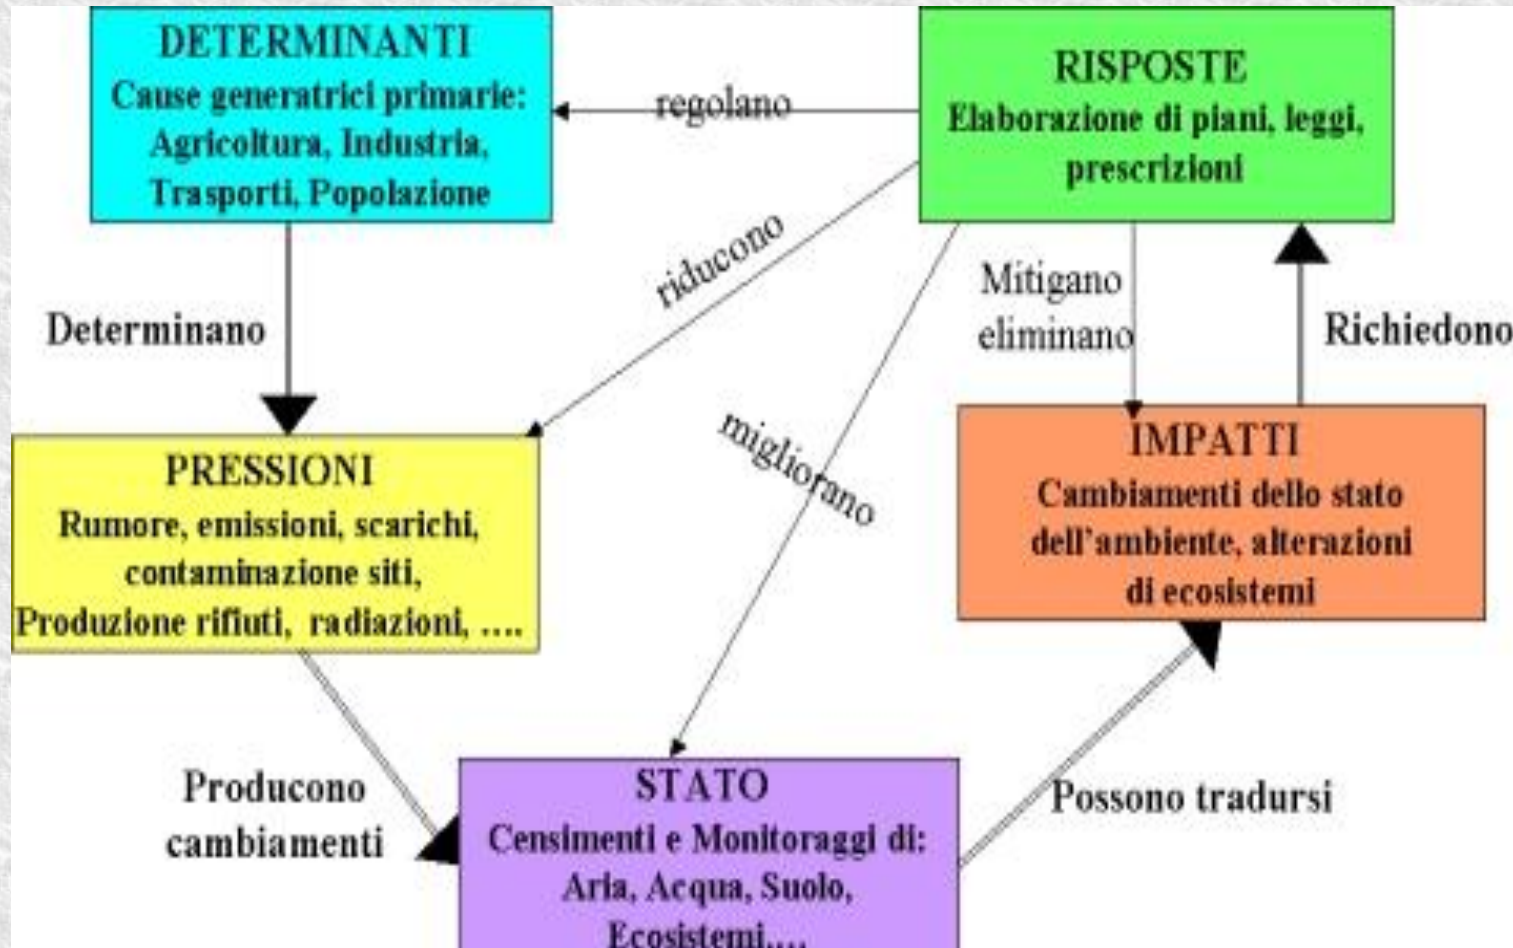 DETERMINANTI
Cause generatrici primarie:
Agricoltura, Industria,
Trasporti, Popolazione
regolano
RISPOSTE
Elaborazione di piani, leggi,
prescrizioni
riducono
Mitigano
eliminano
Richiedono
Determinano
migliorano
PRESSIONI
Rumore, emissioni, scarichi,
contaminazione siti,
Produzione rifiuti, radiazioni, ....
IMPATTI
Cambiamenti dello stato
dell'ambiente, alterazioni
di ecosistemi
Producono
cambiamenti
STATO
Censimenti e Monitoraggi di:
Aria, Acqua, Suolo,
Ecosistemi....
Possono tradursi